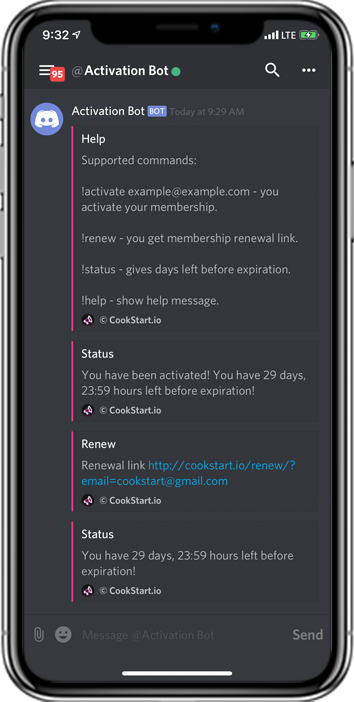 9:32 LTE
95 @Activation Bot
Activation Bot BOT Today at 9:29 AM
Help
Supported commands:
!activate example@example.com - you
activate your membership.
!renew - you get membership renewal link.
!status - gives days left before expiration.
!help - show help message.
© CookStart.io
Status
You have been activated! You have 29 days,
23:59 hours left before expiration!
© CookStart.io
Renew
Renewal link http://cookstart.io/renew/?
email=cookstart@gmail.com
© CookStart.io
Status
You have 29 days, 23:59 hours left before
expiration!
© CookStart.io
Message @Activation Bot Send